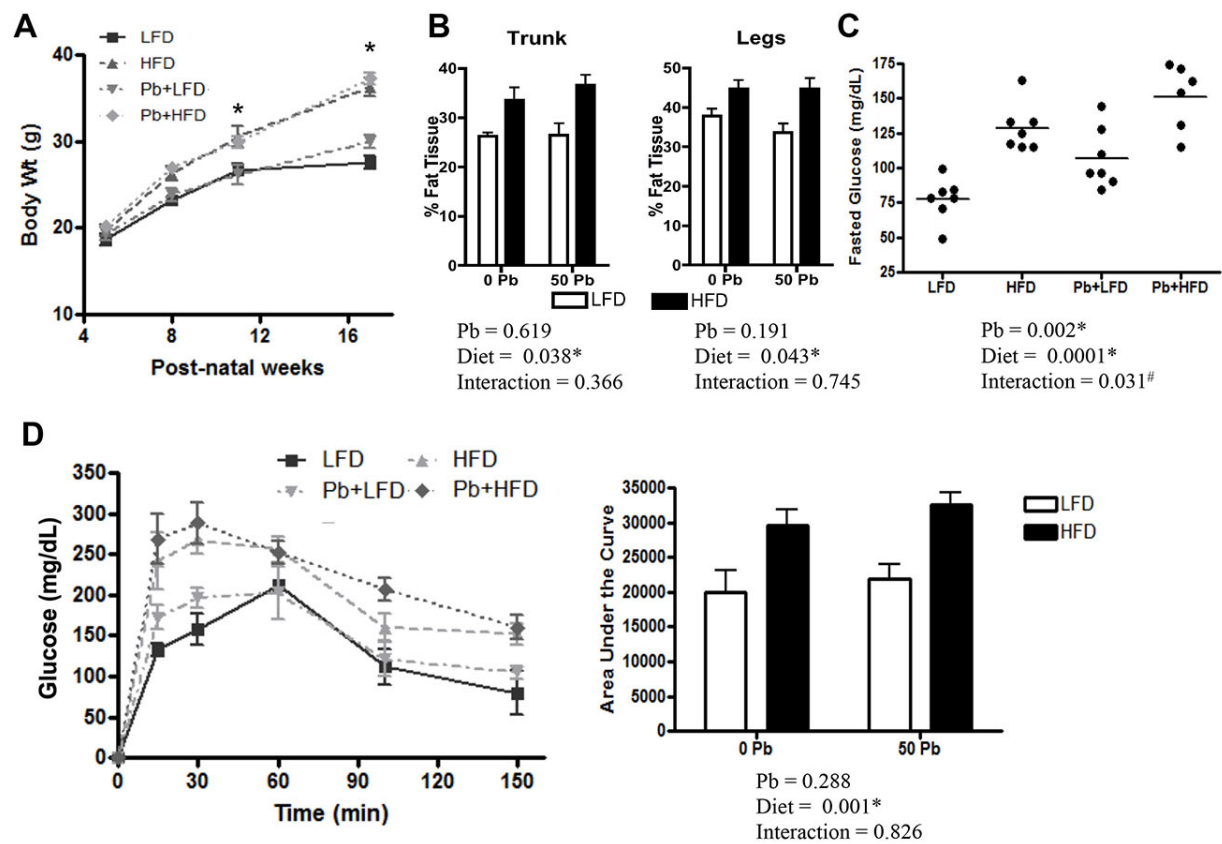 A
LFD
HFD
Pb+LFD
Pb+HFD
*
*
Body Wt (g)
40
30
20
10
4
8
12
16
Post-natal weeks
B
Trunk
% Fat Tissue
40
30
20
10
0
0 Pb
50 Pb
Legs
% Fat Tissue
50
40
30
20
10
0
0 Pb
50 Pb
LFD
HFD
Pb = 0.619
Diet = 0.038*
Interaction = 0.366
Pb = 0.191
Diet = 0.043*
Interaction = 0.745
C
Fasted Glucose (mg/dL)
175
150
125
100
75
50
25
LFD
HFD
Pb+LFD
Pb+HFD
Pb = 0.002*
Diet = 0.0001*
Interaction = 0.031#
D
LFD
HFD
Pb+LFD
Pb+HFD
Glucose (mg/dL)
350
300
250
200
150
100
50
0
0
30
60
90
120
150
Time (min)
Area Under the Curve
35000
30000
25000
20000
15000
10000
5000
0
0 Pb
50 Pb
LFD
HFD
Pb = 0.288
Diet = 0.001*
Interaction = 0.826